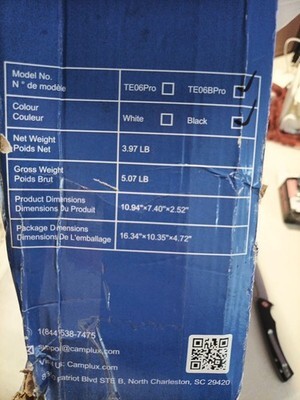 Model No.
N ° de modèle
TE06Pro TE06BPro
Colour
Couleur
White Black
Net Weight
Poids Net
3.97 LB
Gross Weight
Poids Brut
5.07 LB
Product Dimensions
Dimensions Du Produit
10.94"×7.40"×2.52"
Package Dimensions
Dimensions De L'emballage
16.34"×10.35"×4.72"
1(844)538-7475
support@camplux.com
camplux.com
patriot Blvd STE B, North Charleston, SC 29420